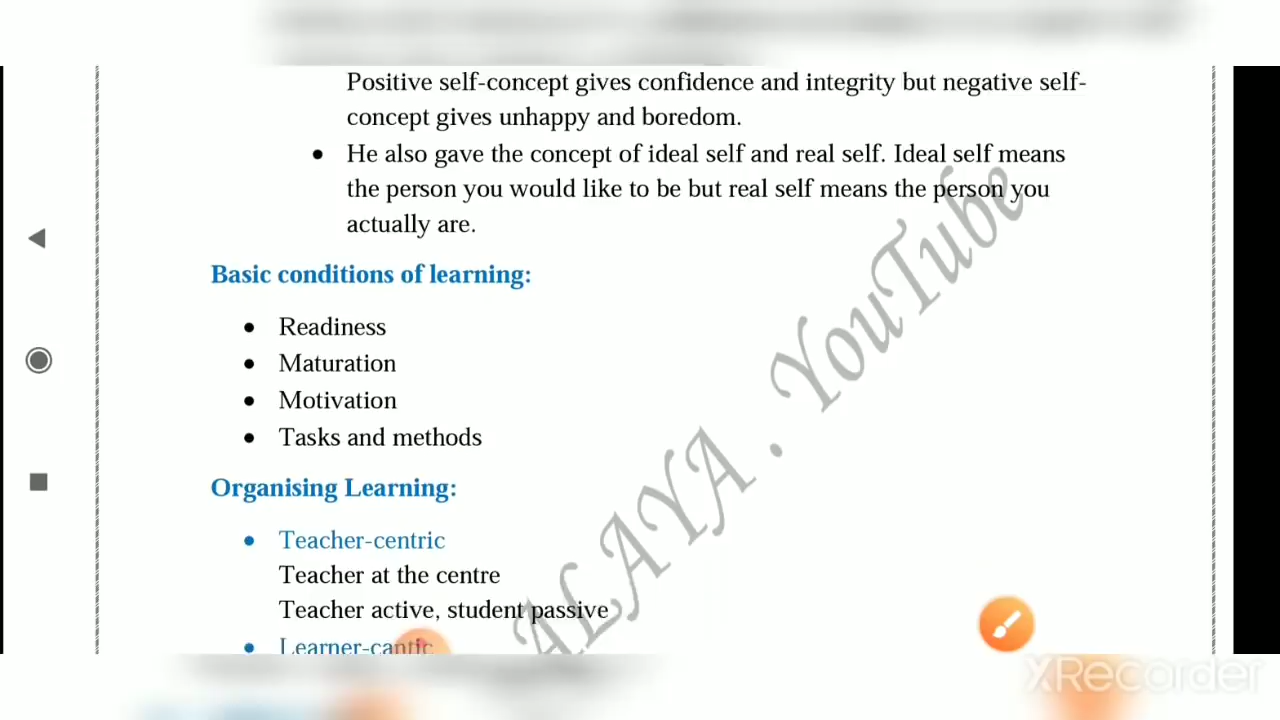 Positive self-concept gives confidence and integrity but negative self-
concept gives unhappy and boredom.
• He also gave the concept of ideal self and real self. Ideal self means
the person you would like to be but real self means the person you
actually are.
Basic conditions of learning:
• Readiness
• Maturation
• Motivation
• Tasks and methods
Organising Learning:
• Teacher-centric
Teacher at the centre
Teacher active, student passive
• Learner-cantic
ALAYA . YouTube
XRecorder